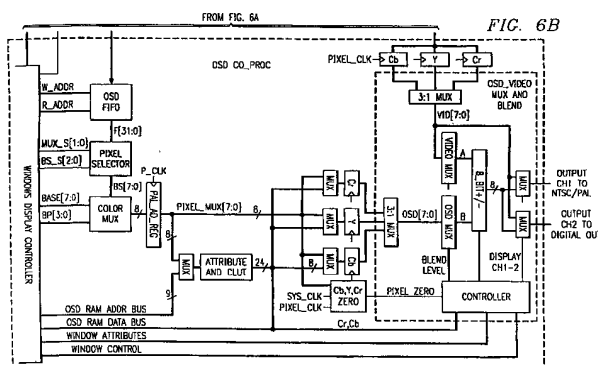 FROM FIG. 6A
FIG. 6B
OSD CO_PROC
PIXEL_CLK
Cb
Y
Cr
OSD_VIDEO
MUX AND
BLEND
3:1 MUX
VID[7:0]
W_ADDR
R_ADDR
OSD
FIFO
F[31:0]
MUX_S[1:0]
BS_S[2:0]
PIXEL
SELECTOR
BS[7:0]
P_CLK
BASE[7:0]
BP[3:0]
COLOR
MUX
8
PAL_AD REG
PIXEL_MUX[7:0]
8
8
MUX
ATTRIBUTE
AND CLUT
24
8
9
MUX
Cr
MUX
Y
MUX
Cb
3:1 MUX
OSD[7:0]
VIDEO MUX
A
OSD MUX
B
8_BIT+/-
8
MUX
MUX
OUTPUT
CH1 TO
NTSC/PAL
OUTPUT
CH2 TO
DIGITAL OUT
BLEND
LEVEL
DISPLAY
CH1-2
SYS_CLK
PIXEL_CLK
Cb,Y,Cr
ZERO
PIXEL ZERO
CONTROLLER
WINDOWS DISPLAY CONTROLLER
OSD RAM ADDR BUS
OSD RAM DATA BUS
Cr,Cb
WINDOW ATTRIBUTES
WINDOW CONTROL